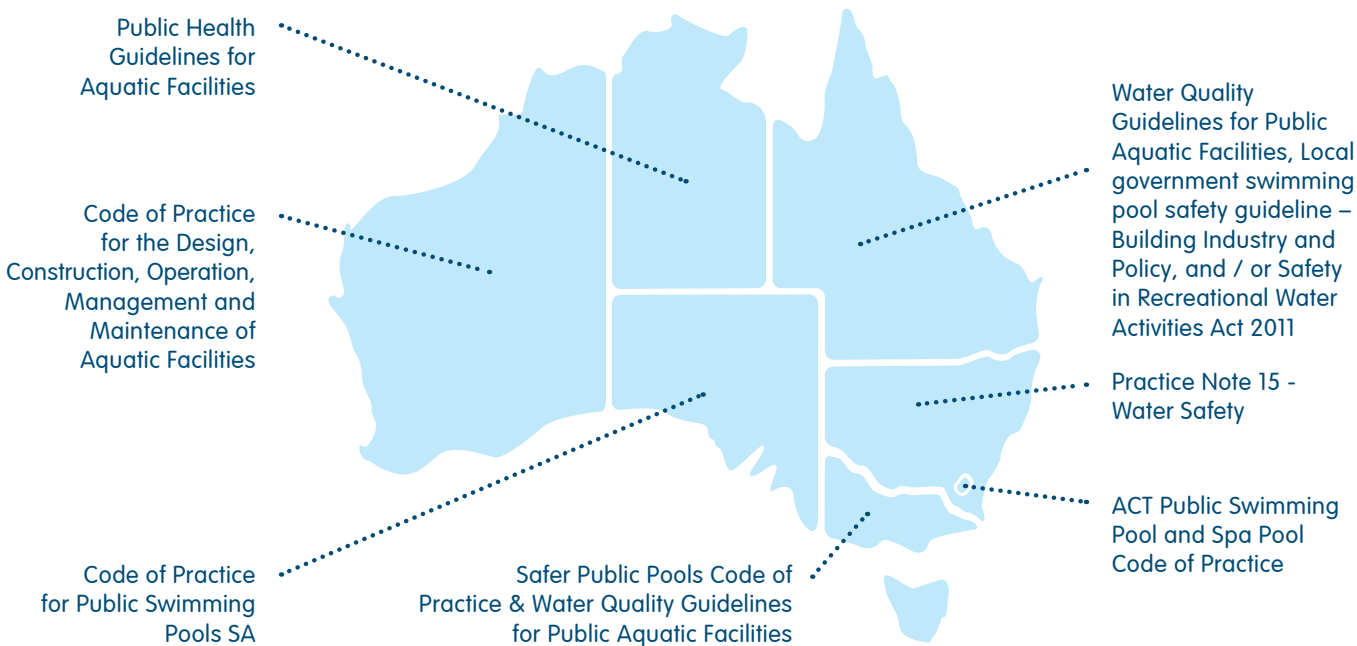 Public Health
Guidelines for
Aquatic Facilities
Code of Practice
for the Design,
Construction, Operation,
Management and
Maintenance of
Aquatic Facilities
Code of Practice
for Public Swimming
Pools SA
Safer Public Pools Code of
Practice & Water Quality Guidelines
for Public Aquatic Facilities
Water Quality
Guidelines for Public
Aquatic Facilities, Local
government swimming
pool safety guideline –
Building Industry and
Policy, and / or Safety
in Recreational Water
Activities Act 2011
Practice Note 15 -
Water Safety
ACT Public Swimming
Pool and Spa Pool
Code of Practice